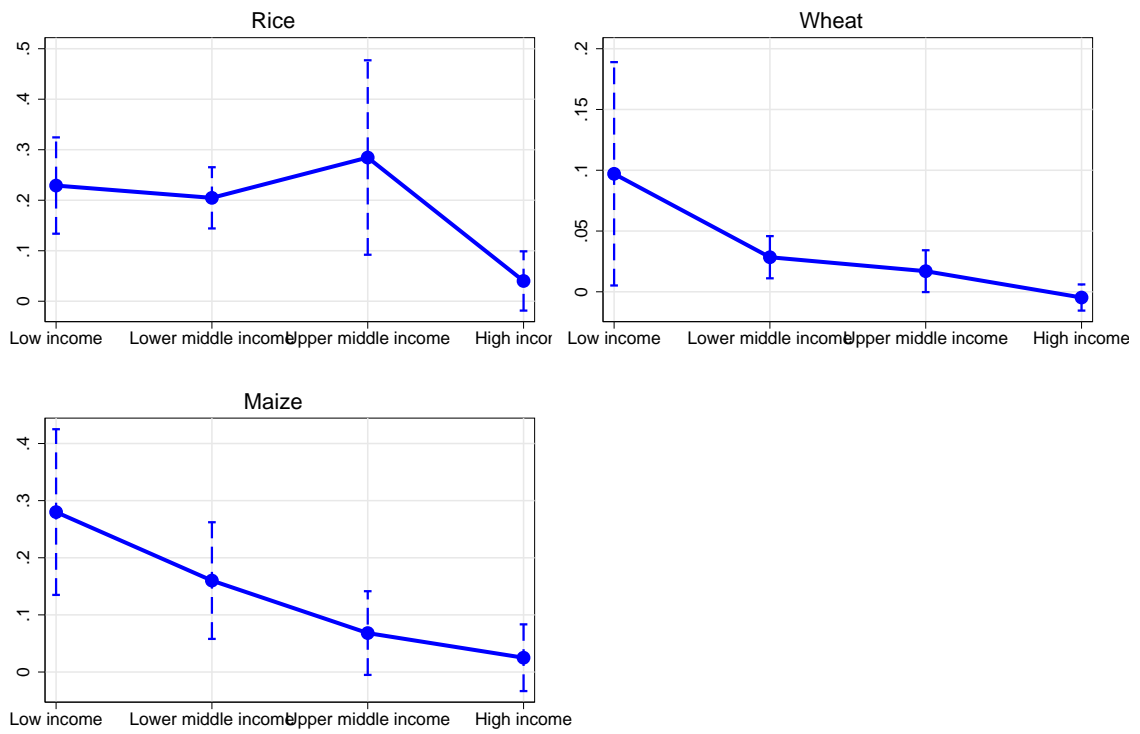 Rice
.5
.4
.3
.2
.1
0
Low income Lower middle income Upper middle income High incor
Wheat
.2
.15
.1
.05
0
Low income Lower middle income Upper middle income High income
Maize
.4
.3
.2
.1
0
Low income Lower middle income Upper middle income High income